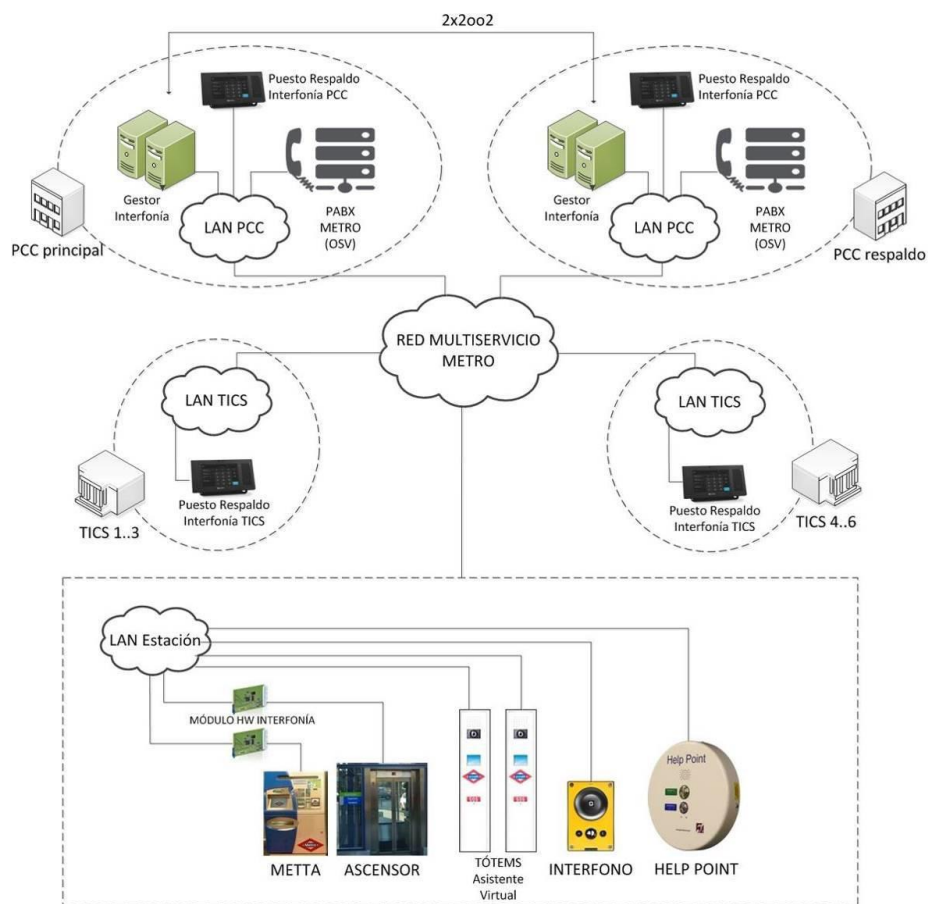 2x2oo2
Puesto Respaldo
Interfonía PCC
Gestor
Interfonía
LAN PCC
PABX
METRO
(OSV)
PCC principal
Puesto Respaldo
Interfonía PCC
Gestor
Interfonía
LAN PCC
PABX
METRO
(OSV)
PCC respaldo
RED MULTISERVICIO
METRO
LAN TICS
Puesto Respaldo
Interfonía TICS
TICS 1..3
LAN TICS
Puesto Respaldo
Interfonía TICS
TICS 4..6
LAN Estación
MÓDULO HW INTERFONÍA
Help Point
METTA
ASCENSOR
TÓTEMS
Asistente
Virtual
INTERFONO
HELP POINT